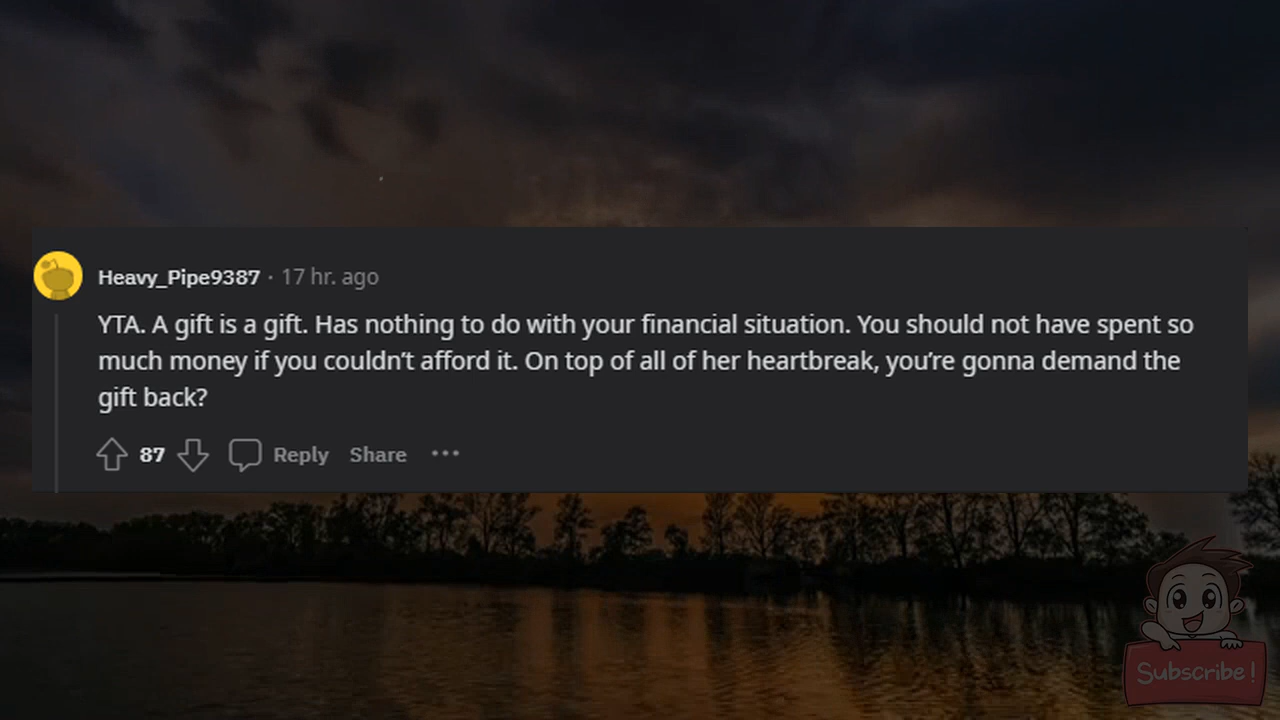 Heavy_Pipe9387 · 17 hr. ago
YTA. A gift is a gift. Has nothing to do with your financial situation. You should not have spent so
much money if you couldn’t afford it. On top of all of her heartbreak, you’re gonna demand the
gift back?
87 Reply Share ···
Subscribe!